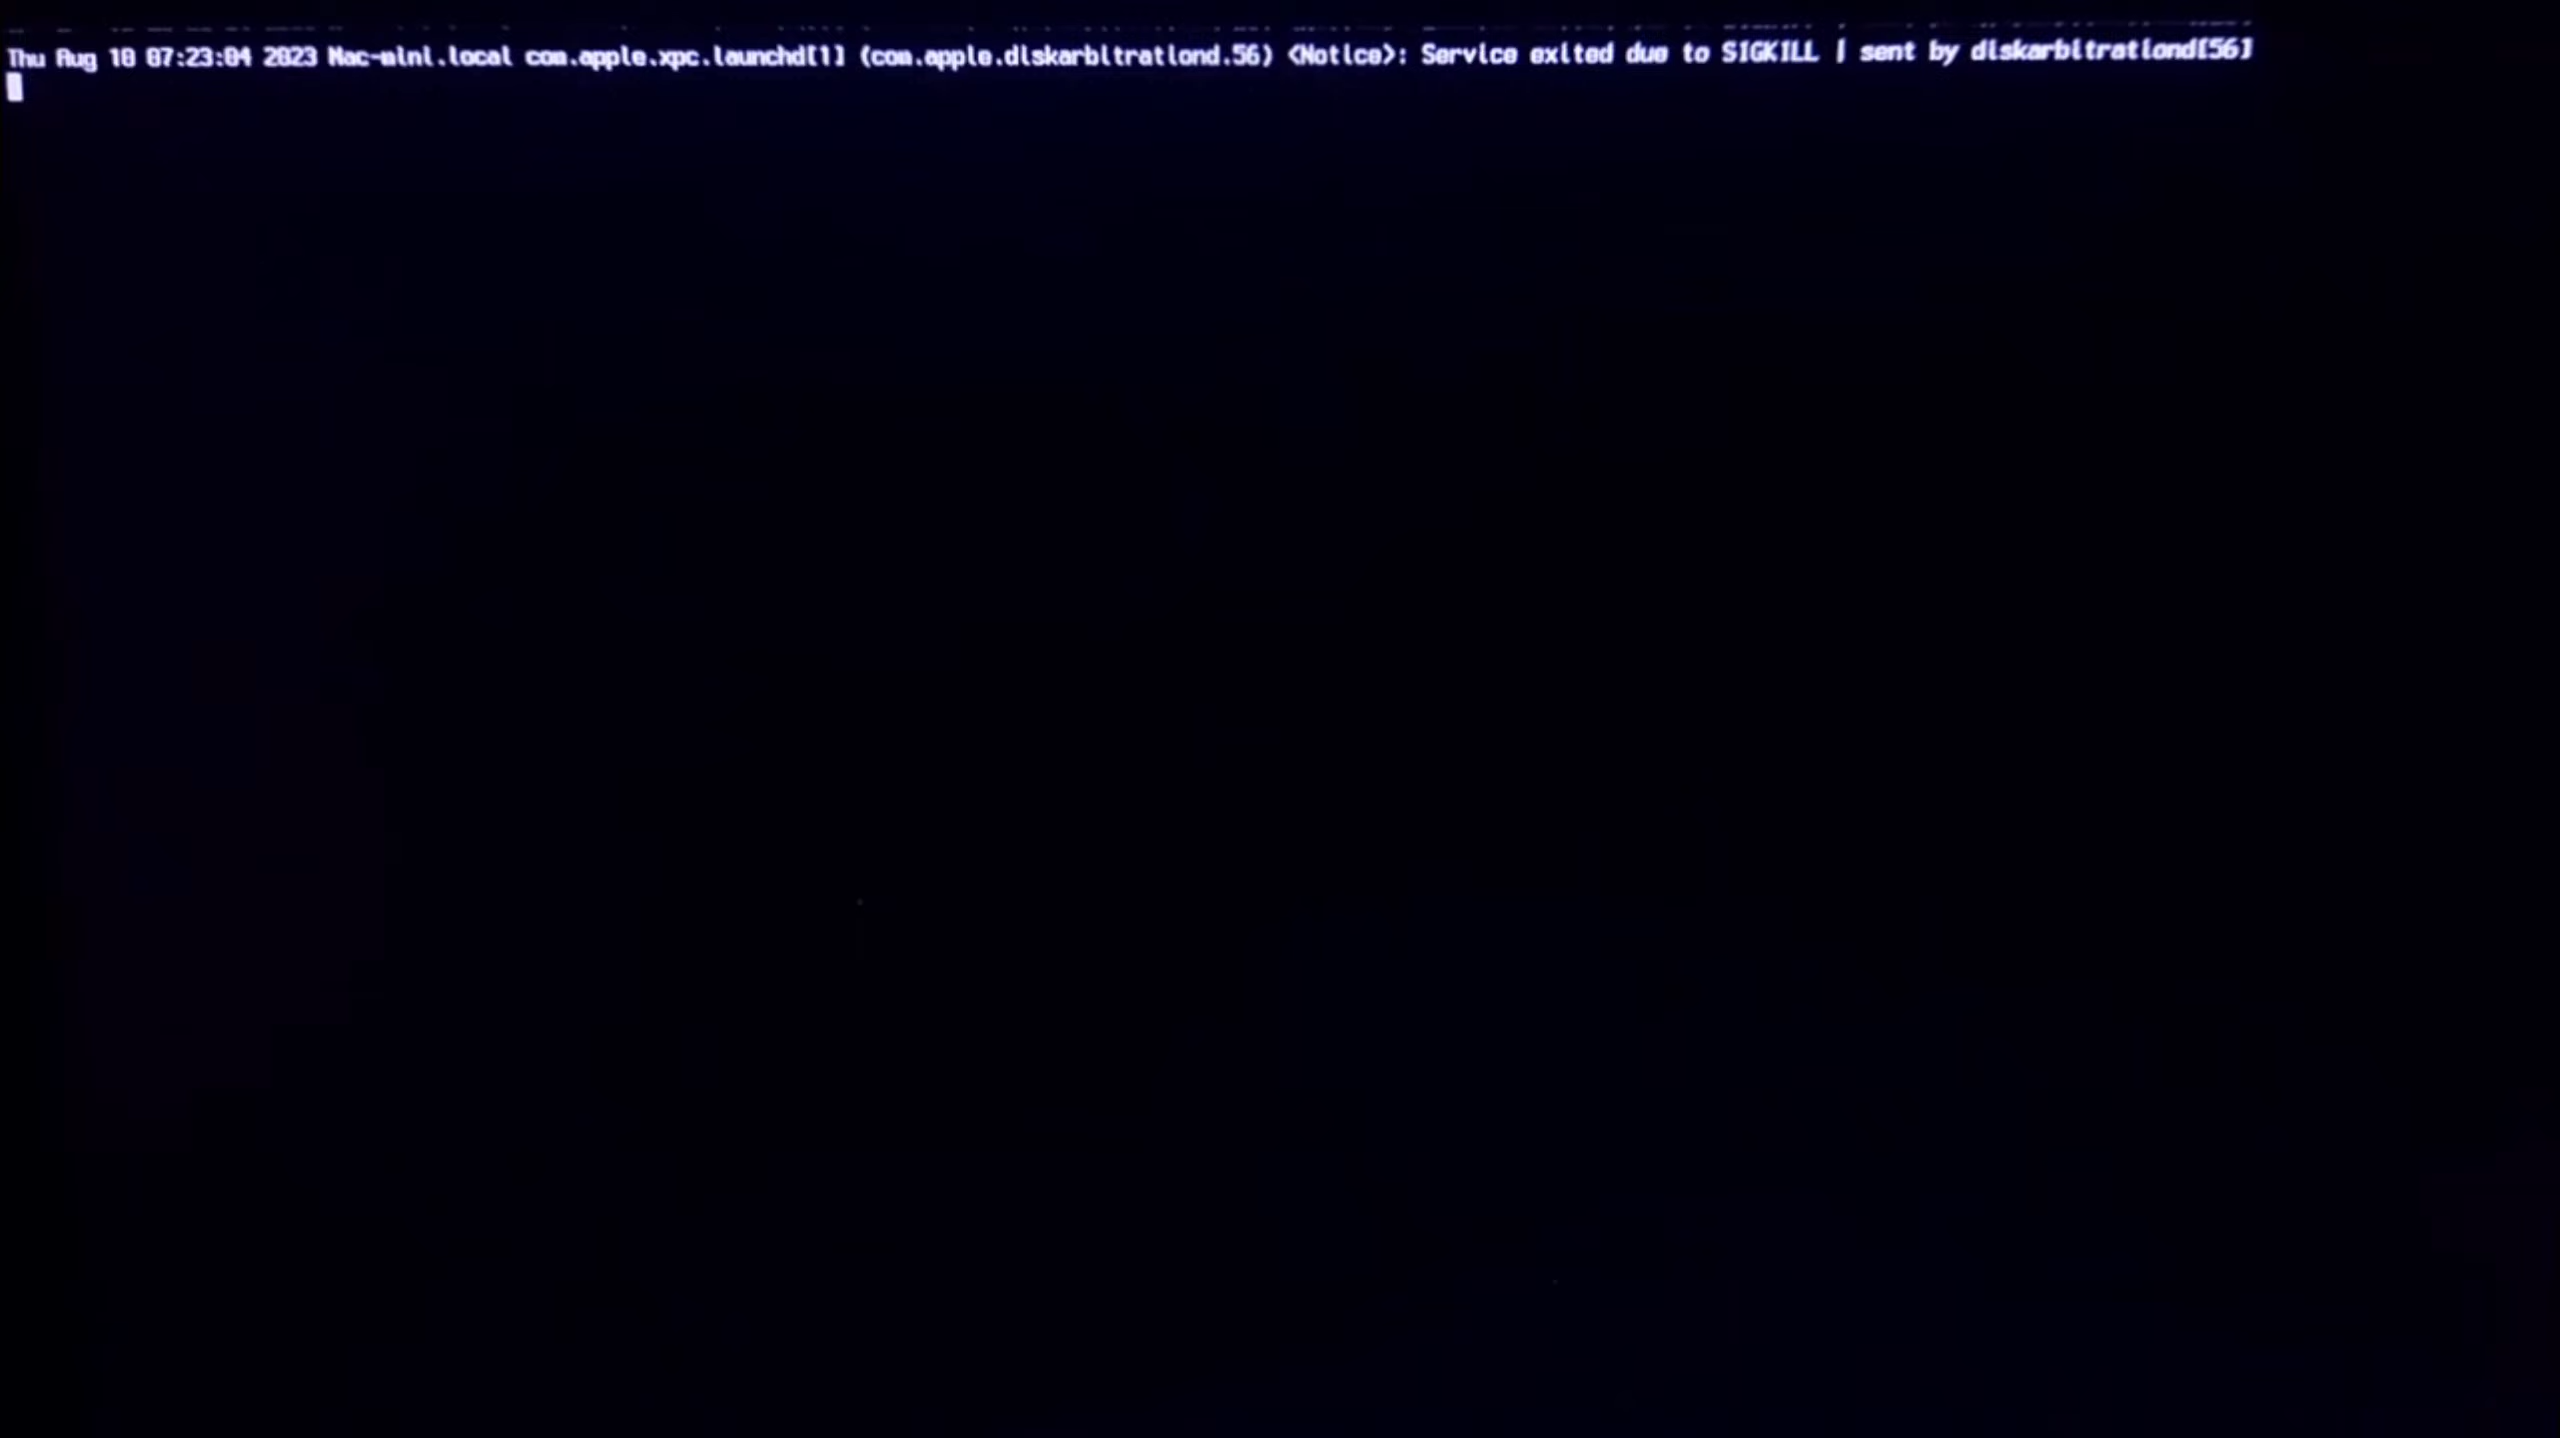 Thu Aug 10 07:23:04 2023 Mac-mini.local com.apple.xpc.launchd[1] (com.apple.diskarbitrationd.56) <Notice>: Service exited due to SIGKILL | sent by diskarbitrationd[56]